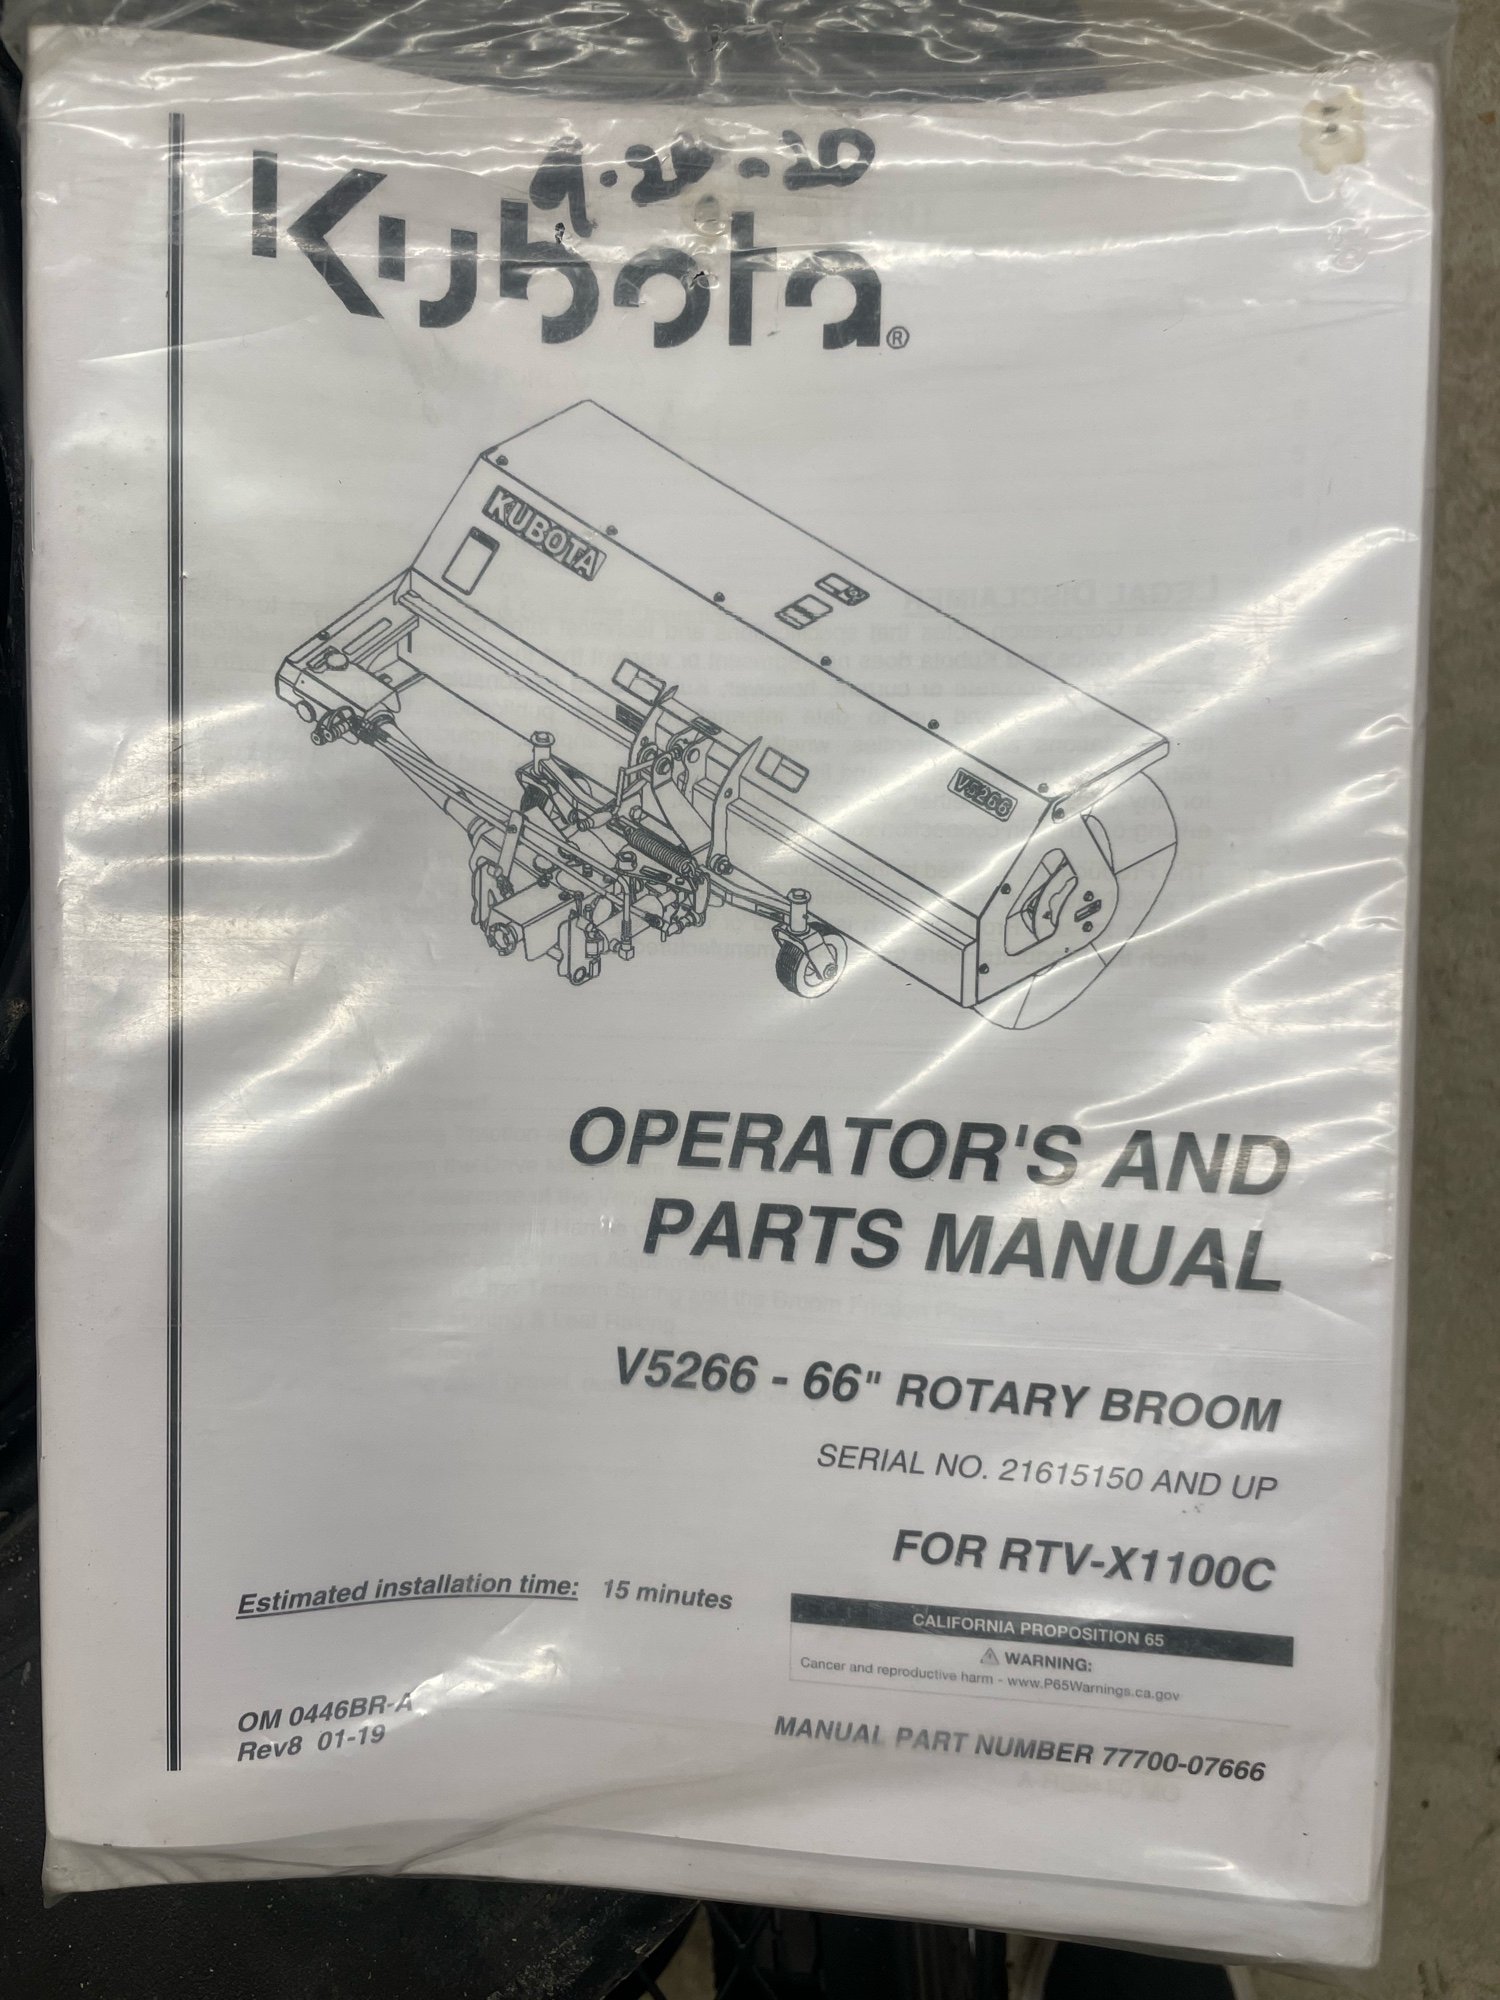 Kubota®
KUBOTA
V5266
OPERATOR'S AND
PARTS MANUAL
V5266 - 66" ROTARY BROOM
SERIAL NO. 21615150 AND UP
FOR RTV-X1100C
Estimated installation time: 15 minutes
CALIFORNIA PROPOSITION 65
⚠ WARNING:
Cancer and reproductive harm - www.P65Warnings.ca.gov
OM 0446BR-A
Rev8 01-19
MANUAL PART NUMBER 77700-07666